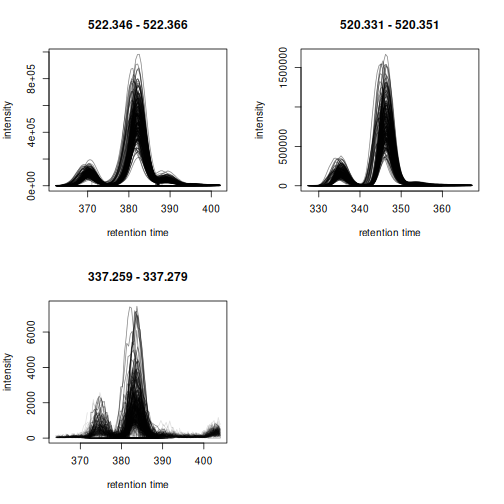 522.346 - 522.366
intensity
0e+00 4e+05 8e+05
370 380 390 400
retention time
520.331 - 520.351
intensity
0 500000 1500000
330 340 350 360
retention time
337.259 - 337.279
intensity
0 2000 4000 6000
370 380 390 400
retention time